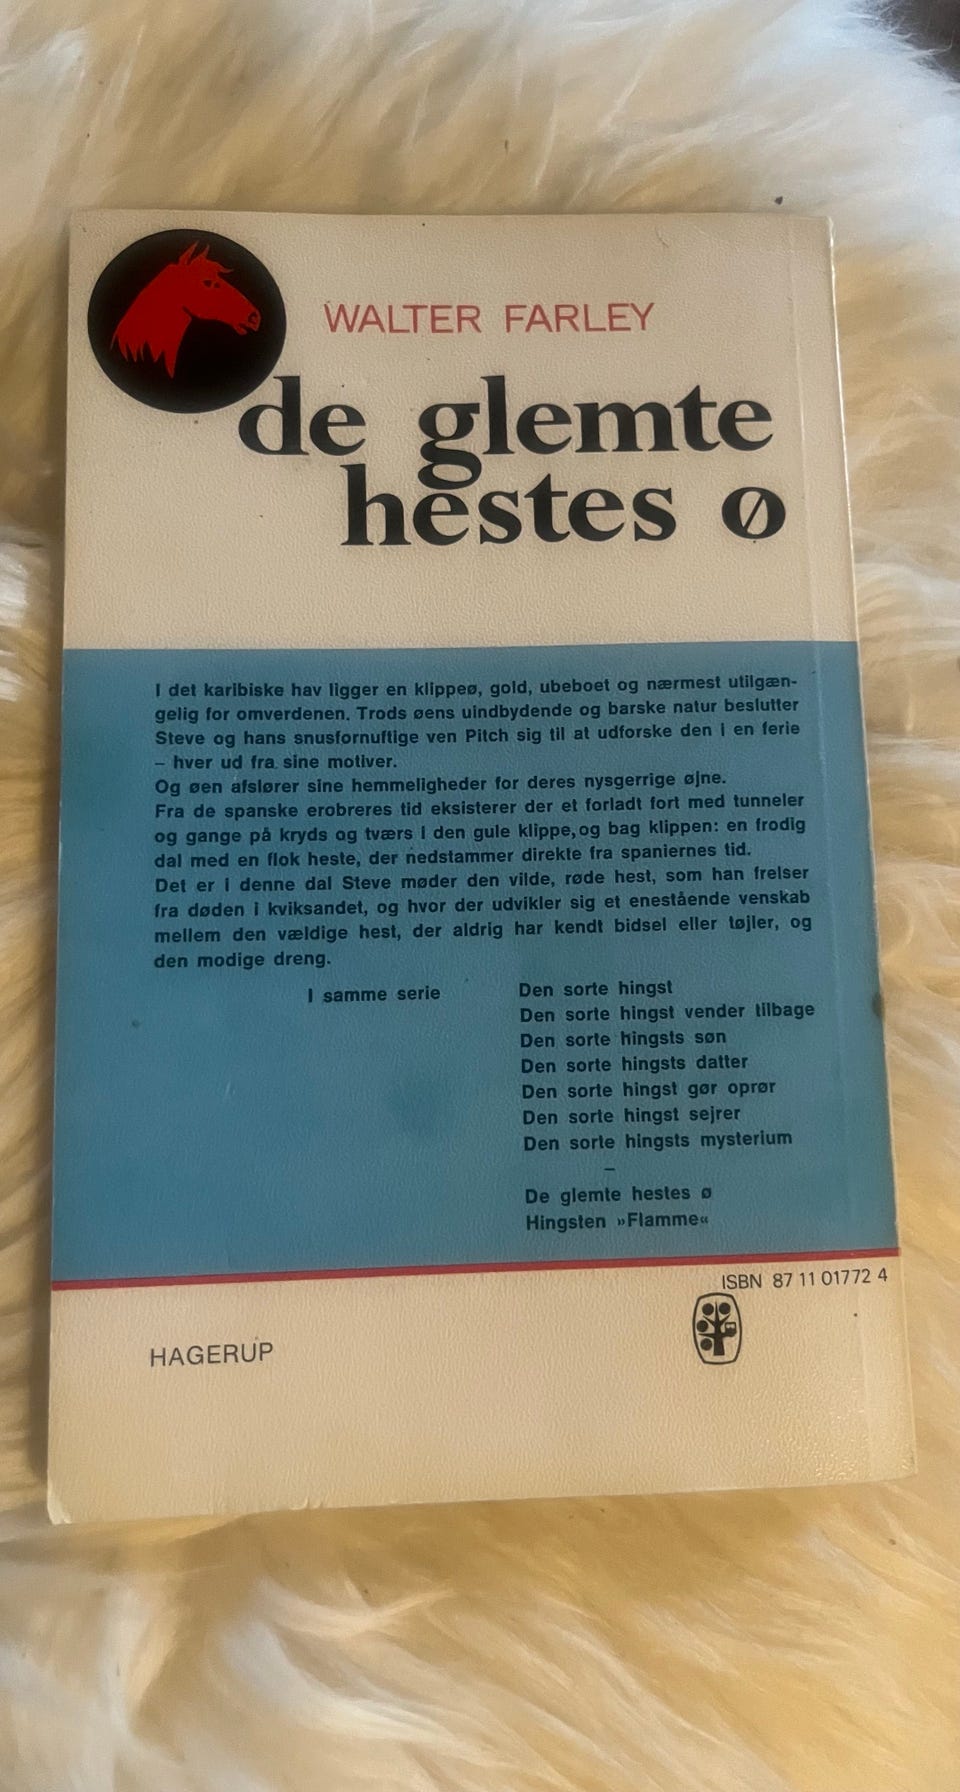 WALTER FARLEY
de glemte
hestes ø
I det karibiske hav ligger en klippeø, gold, ubeboet og nærmest utilgæn-
gelig for omverdenen. Trods øens uindbydende og barske natur beslutter
Steve og hans snusfornuftige ven Pitch sig til at udforske den i en ferie
– hver ud fra sine motiver.
Og øen afslører sine hemmeligheder for deres nysgerrige øjne.
Fra de spanske erobreres tid eksisterer der et forladt fort med tunneler
og gange på kryds og tværs i den gule klippe, og bag klippen: en frodig
dal med en flok heste, der nedstammer direkte fra spaniernes tid.
Det er i denne dal Steve møder den vilde, røde hest, som han frelser
fra døden i kviksandet, og hvor der udvikler sig et enestående venskab
mellem den vældige hest, der aldrig har kendt bidsel eller tøjler, og
den modige dreng.
I samme serie
Den sorte hingst
Den sorte hingst vender tilbage
Den sorte hingsts søn
Den sorte hingsts datter
Den sorte hingst gør oprør
Den sorte hingst sejrer
Den sorte hingsts mysterium
–
De glemte hestes ø
Hingsten »Flamme«
ISBN 87 11 01772 4
HAGERUP